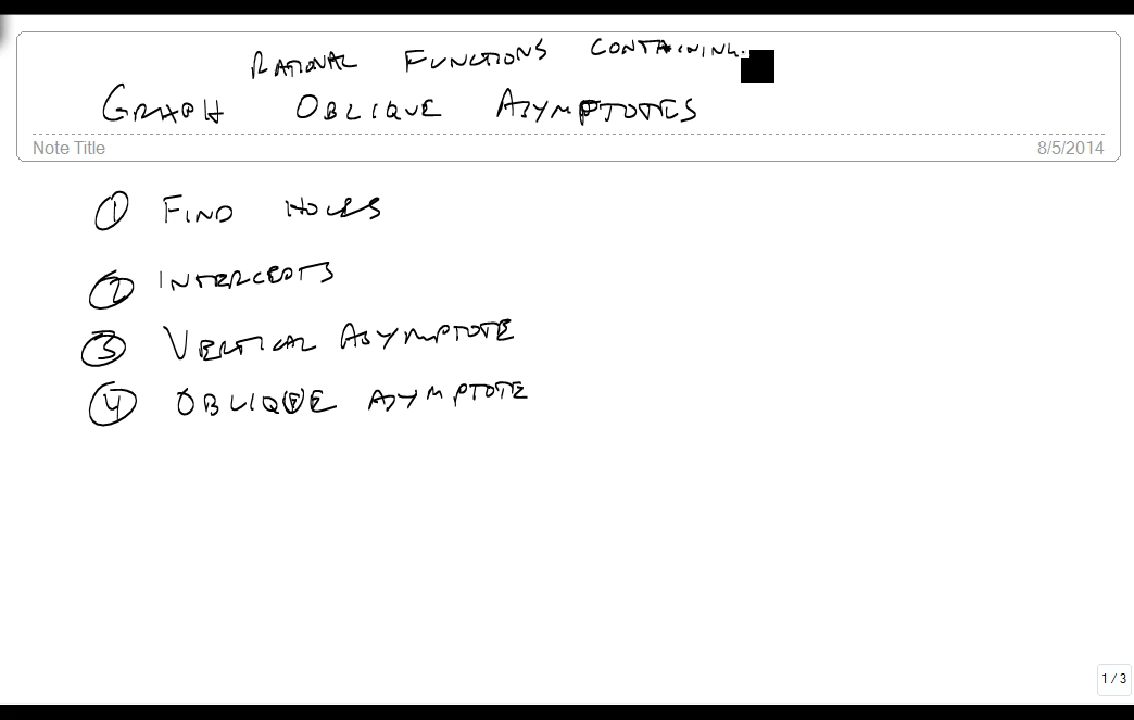 RATIONAL FUNCTIONS CONTAINING
GRAPH OBLIQUE ASYMPTOTES
Note Title
8/5/2014
① FIND HOLES
② INTERCEPTS
③ VERTICAL ASYMPTOTE
④ OBLIQUE ASYMPTOTE
1/3